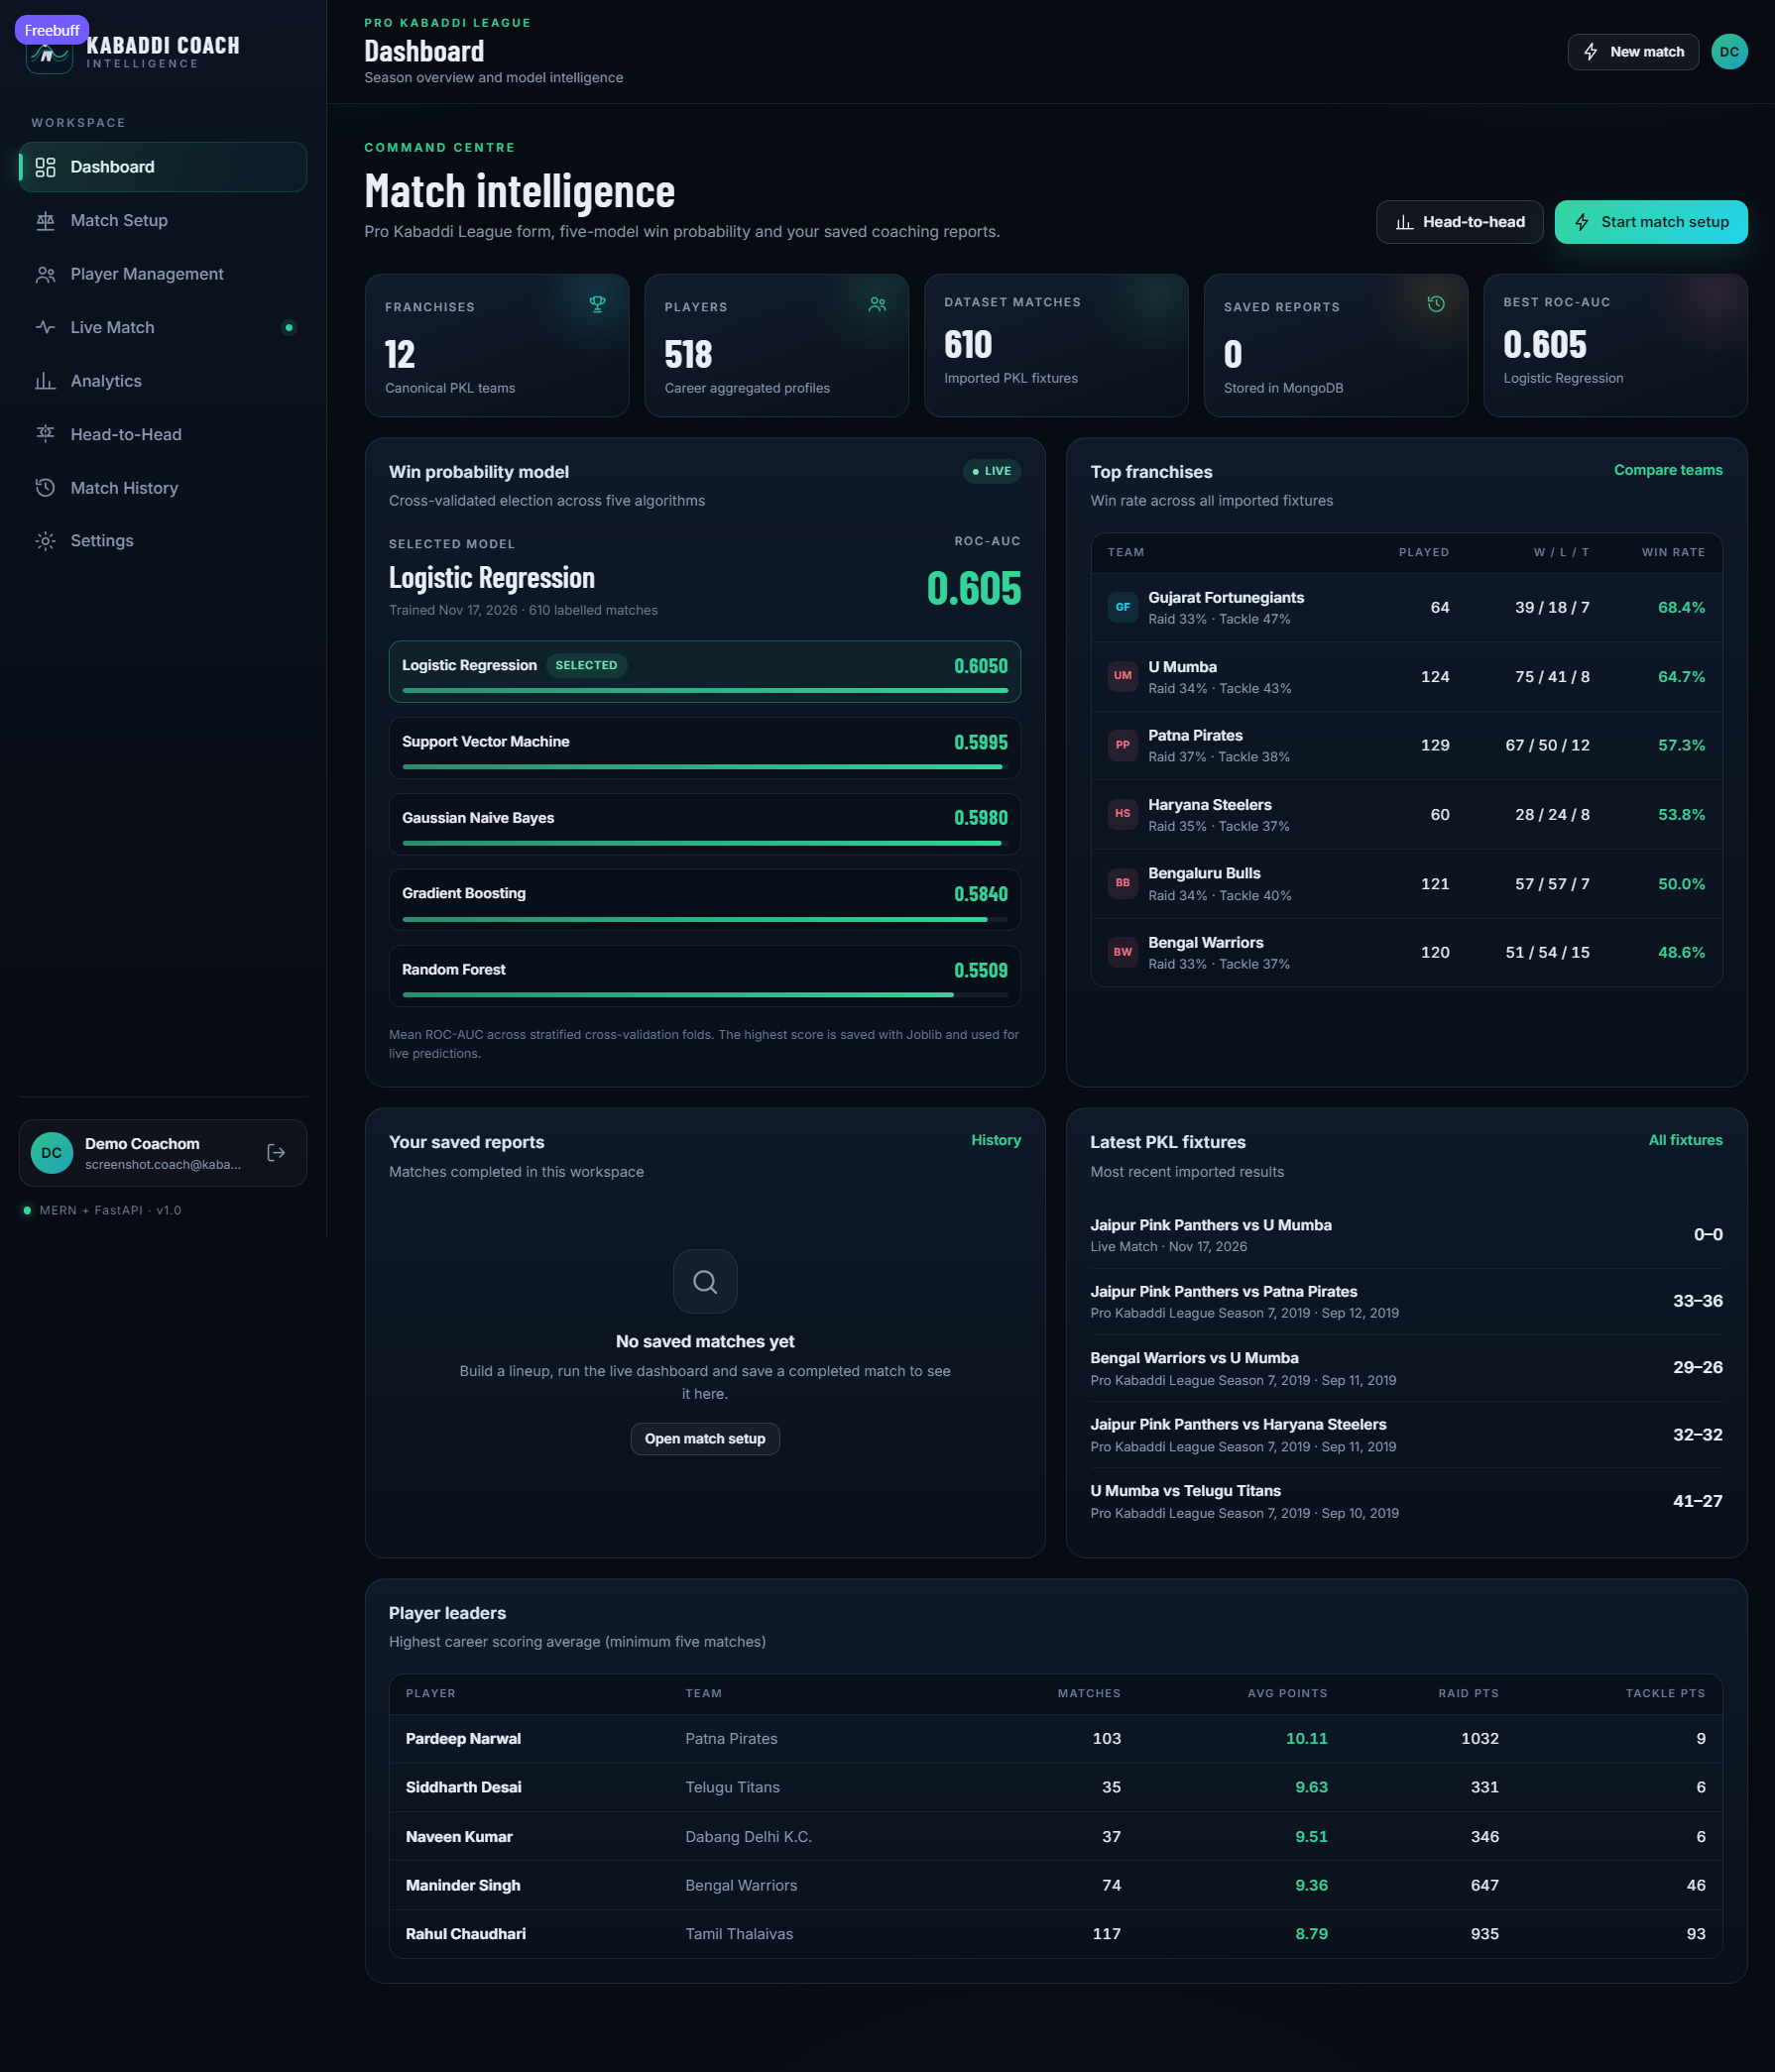 Freebuff
KABADDI COACH
INTELLIGENCE
WORKSPACE
Dashboard
Match Setup
Player Management
Live Match
Analytics
Head-to-Head
Match History
Settings
DC
Demo Coachom
screenshot.coach@kaba...
MERN + FastAPI · v1.0
PRO KABADDI LEAGUE
Dashboard
Season overview and model intelligence
New match
DC
COMMAND CENTRE
Match intelligence
Pro Kabaddi League form, five-model win probability and your saved coaching reports.
Head-to-head
Start match setup
FRANCHISES
12
Canonical PKL teams
PLAYERS
518
Career aggregated profiles
DATASET MATCHES
610
Imported PKL fixtures
SAVED REPORTS
0
Stored in MongoDB
BEST ROC-AUC
0.605
Logistic Regression
Win probability model
LIVE
Cross-validated election across five algorithms
SELECTED MODEL
ROC-AUC
Logistic Regression
0.605
Trained Nov 17, 2026 · 610 labelled matches
Logistic Regression SELECTED 0.6050
Support Vector Machine 0.5995
Gaussian Naive Bayes 0.5980
Gradient Boosting 0.5840
Random Forest 0.5509
Mean ROC-AUC across stratified cross-validation folds. The highest score is saved with Joblib and used for
live predictions.
Top franchises
Compare teams
Win rate across all imported fixtures
TEAM PLAYED W / L / T WIN RATE
GF Gujarat Fortunegiants 64 39 / 18 / 7 68.4%
Raid 33% · Tackle 47%
UM U Mumba 124 75 / 41 / 8 64.7%
Raid 34% · Tackle 43%
PP Patna Pirates 129 67 / 50 / 12 57.3%
Raid 37% · Tackle 38%
HS Haryana Steelers 60 28 / 24 / 8 53.8%
Raid 35% · Tackle 37%
BB Bengaluru Bulls 121 57 / 57 / 7 50.0%
Raid 34% · Tackle 40%
BW Bengal Warriors 120 51 / 54 / 15 48.6%
Raid 33% · Tackle 37%
Your saved reports
History
Matches completed in this workspace
No saved matches yet
Build a lineup, run the live dashboard and save a completed match to see
it here.
Open match setup
Latest PKL fixtures
All fixtures
Most recent imported results
Jaipur Pink Panthers vs U Mumba 0–0
Live Match · Nov 17, 2026
Jaipur Pink Panthers vs Patna Pirates 33–36
Pro Kabaddi League Season 7, 2019 · Sep 12, 2019
Bengal Warriors vs U Mumba 29–26
Pro Kabaddi League Season 7, 2019 · Sep 11, 2019
Jaipur Pink Panthers vs Haryana Steelers 32–32
Pro Kabaddi League Season 7, 2019 · Sep 11, 2019
U Mumba vs Telugu Titans 41–27
Pro Kabaddi League Season 7, 2019 · Sep 10, 2019
Player leaders
Highest career scoring average (minimum five matches)
PLAYER TEAM MATCHES AVG POINTS RAID PTS TACKLE PTS
Pardeep Narwal Patna Pirates 103 10.11 1032 9
Siddharth Desai Telugu Titans 35 9.63 331 6
Naveen Kumar Dabang Delhi K.C. 37 9.51 346 6
Maninder Singh Bengal Warriors 74 9.36 647 46
Rahul Chaudhari Tamil Thalaivas 117 8.79 935 93